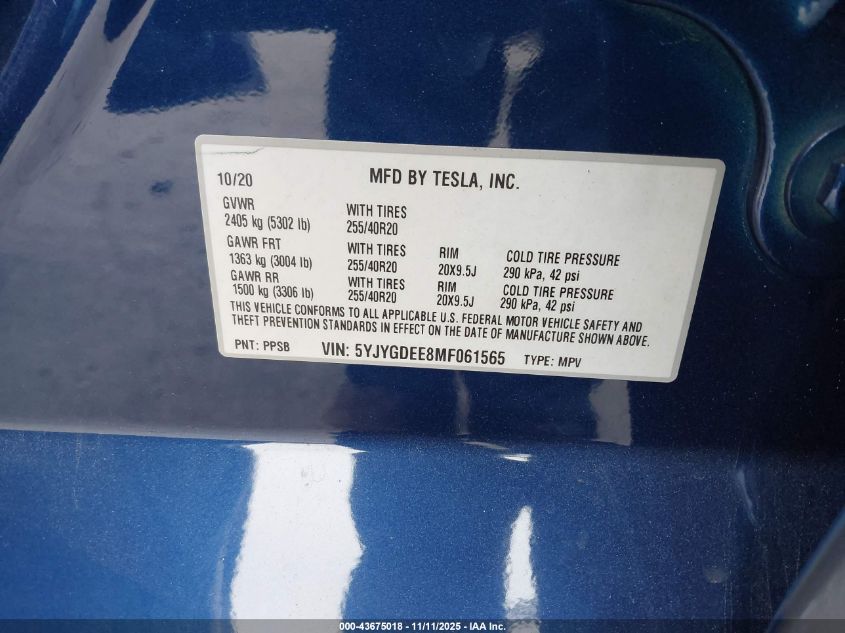 10/20 MFD BY TESLA, INC.
GVWR
2405 kg (5302 lb) WITH TIRES 255/40R20
GAWR FRT WITH TIRES RIM COLD TIRE PRESSURE
1363 kg (3004 lb) 255/40R20 20X9.5J 290 kPa, 42 psi
GAWR RR WITH TIRES RIM COLD TIRE PRESSURE
1500 kg (3306 lb) 255/40R20 20X9.5J 290 kPa, 42 psi
THIS VEHICLE CONFORMS TO ALL APPLICABLE U.S. FEDERAL MOTOR VEHICLE SAFETY AND
THEFT PREVENTION STANDARDS IN EFFECT ON THE DATE OF MANUFACTURE SHOWN ABOVE.
PNT: PPSB VIN: 5YJYGDEE8MF061565 TYPE: MPV
000-43675018 - 11/11/2025 - IAA Inc.